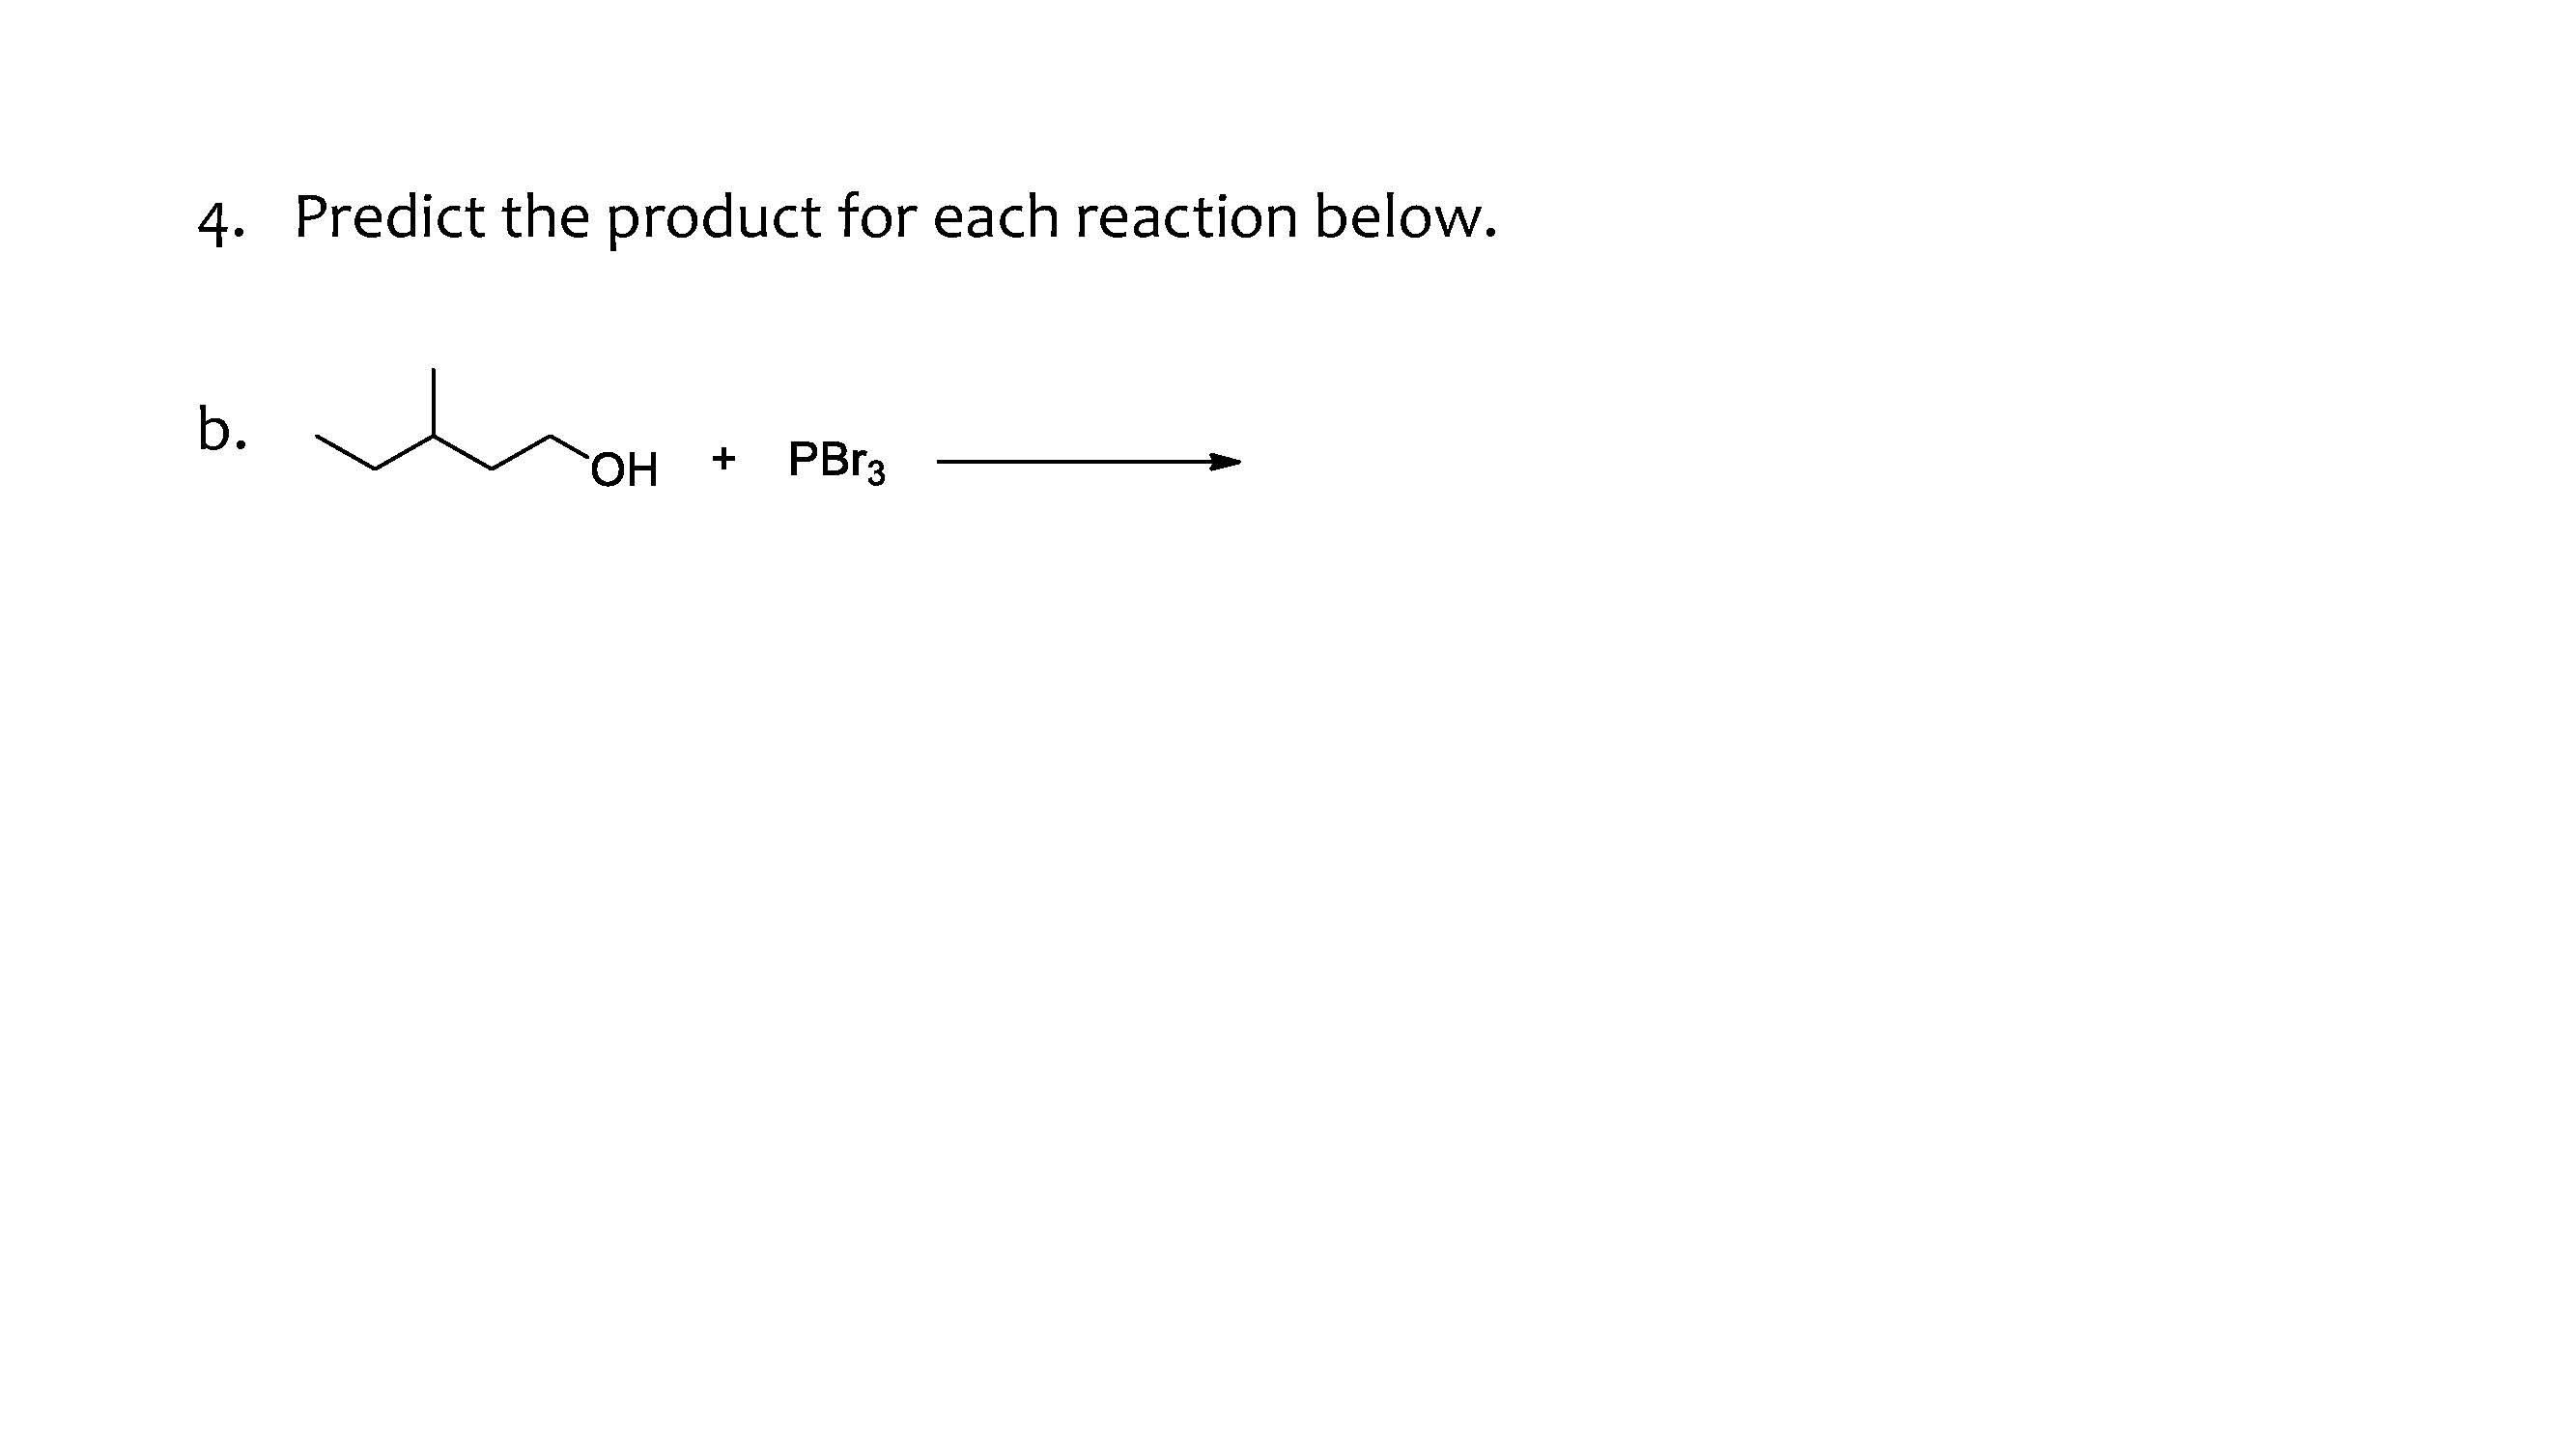 4. Predict the product for each reaction below.
b. OH + PBr3